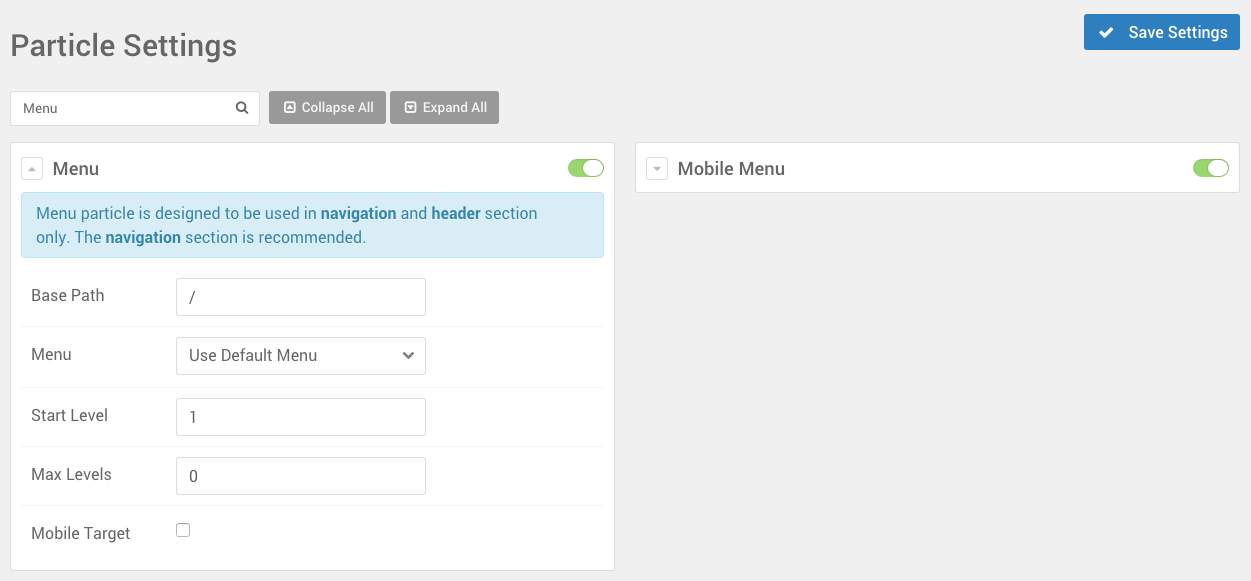 Particle Settings
Save Settings
Menu
Collapse All
Expand All
Menu
Menu particle is designed to be used in navigation and header section
only. The navigation section is recommended.
Base Path
/
Menu
Use Default Menu
Start Level
1
Max Levels
0
Mobile Target
Mobile Menu